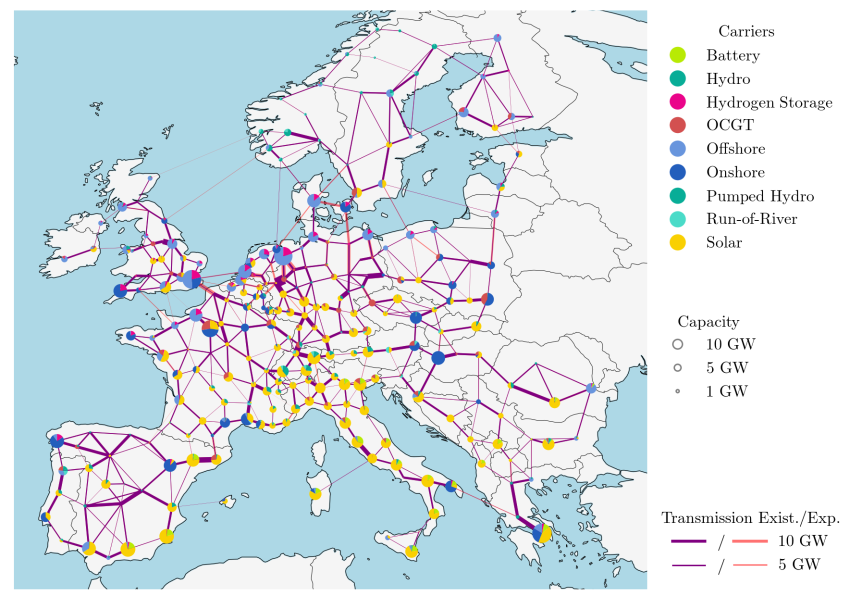 Carriers
Battery
Hydro
Hydrogen Storage
OCGT
Offshore
Onshore
Pumped Hydro
Run-of-River
Solar
Capacity
10 GW
5 GW
1 GW
Transmission Exist./Exp.
/ 10 GW
/ 5 GW